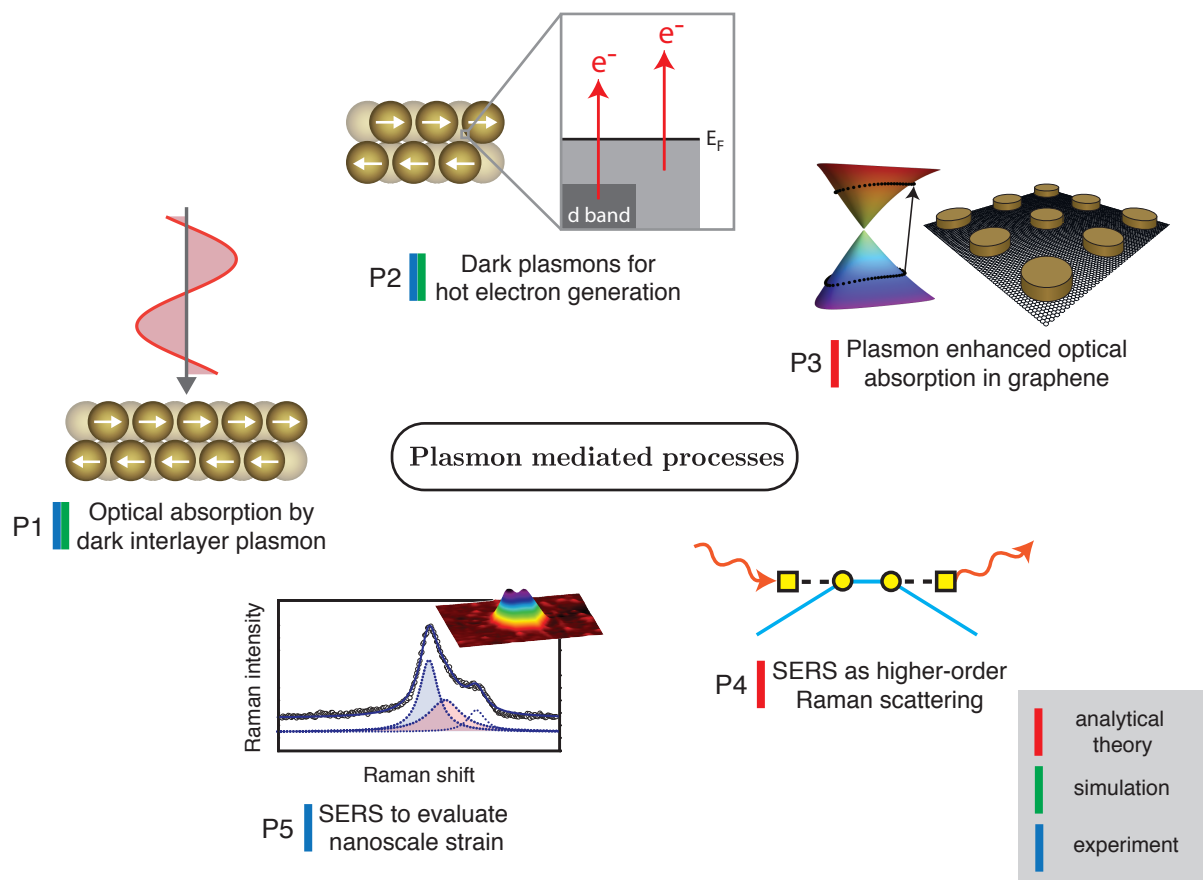 e⁻
e⁻
E_F
d band
P2
Dark plasmons for
hot electron generation
P3
Plasmon enhanced optical
absorption in graphene
Plasmon mediated processes
P1
Optical absorption by
dark interlayer plasmon
Raman intensity
Raman shift
P5
SERS to evaluate
nanoscale strain
P4
SERS as higher-order
Raman scattering
analytical
theory
simulation
experiment